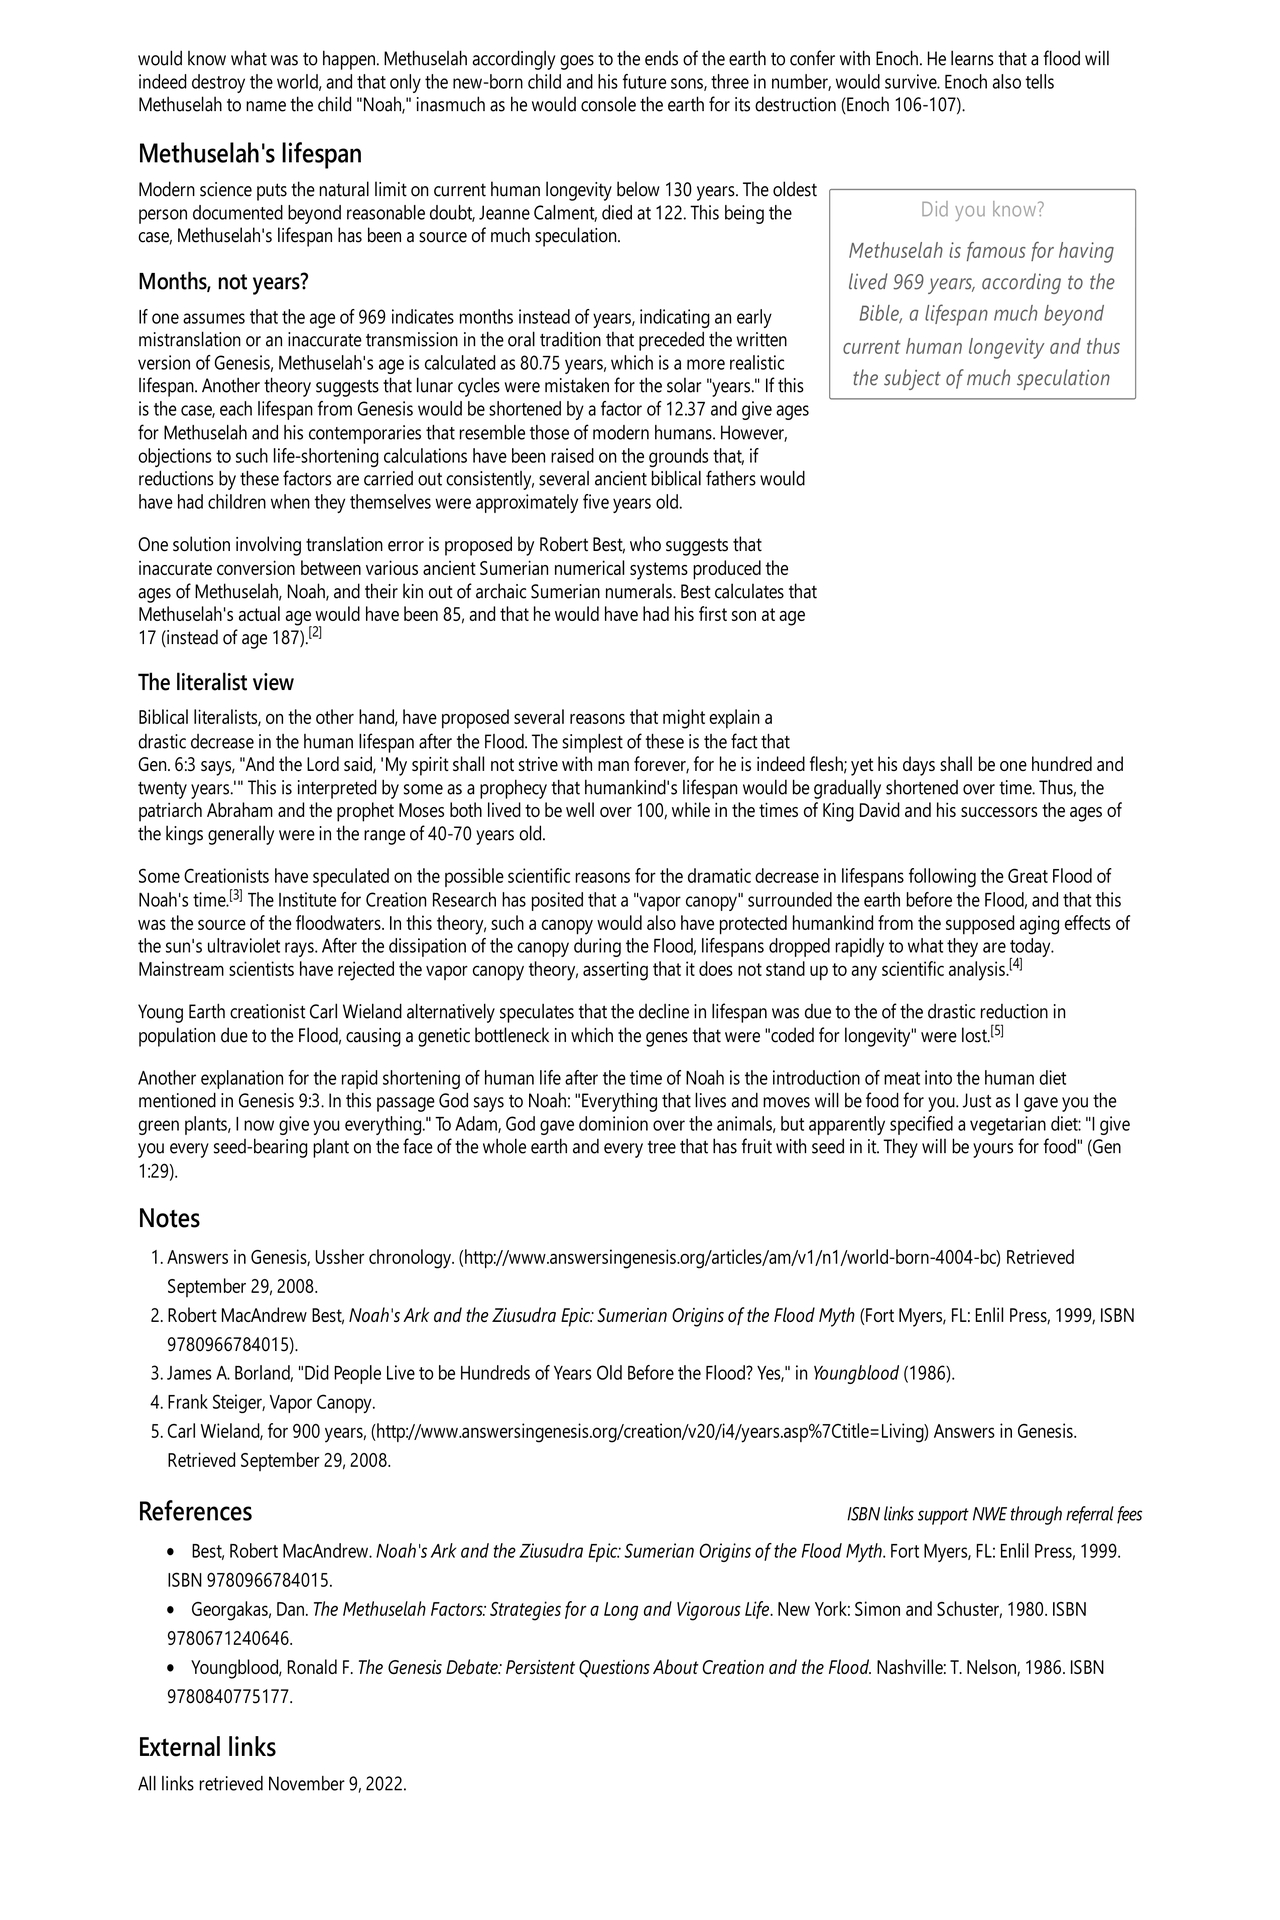 would know what was to happen. Methuselah accordingly goes to the ends of the earth to confer with Enoch. He learns that a flood will
indeed destroy the world, and that only the new-born child and his future sons, three in number, would survive. Enoch also tells
Methuselah to name the child "Noah," inasmuch as he would console the earth for its destruction (Enoch 106-107).
Methuselah's lifespan
Modern science puts the natural limit on current human longevity below 130 years. The oldest
person documented beyond reasonable doubt, Jeanne Calment, died at 122. This being the
case, Methuselah's lifespan has been a source of much speculation.
Did you know?
Methuselah is famous for having
lived 969 years, according to the
Bible, a lifespan much beyond
current human longevity and thus
the subject of much speculation
Months, not years?
If one assumes that the age of 969 indicates months instead of years, indicating an early
mistranslation or an inaccurate transmission in the oral tradition that preceded the written
version of Genesis, Methuselah's age is calculated as 80.75 years, which is a more realistic
lifespan. Another theory suggests that lunar cycles were mistaken for the solar "years." If this
is the case, each lifespan from Genesis would be shortened by a factor of 12.37 and give ages
for Methuselah and his contemporaries that resemble those of modern humans. However,
objections to such life-shortening calculations have been raised on the grounds that, if
reductions by these factors are carried out consistently, several ancient biblical fathers would
have had children when they themselves were approximately five years old.
One solution involving translation error is proposed by Robert Best, who suggests that
inaccurate conversion between various ancient Sumerian numerical systems produced the
ages of Methuselah, Noah, and their kin out of archaic Sumerian numerals. Best calculates that
Methuselah's actual age would have been 85, and that he would have had his first son at age
17 (instead of age 187).[2]
The literalist view
Biblical literalists, on the other hand, have proposed several reasons that might explain a
drastic decrease in the human lifespan after the Flood. The simplest of these is the fact that
Gen. 6:3 says, "And the Lord said, 'My spirit shall not strive with man forever, for he is indeed flesh; yet his days shall be one hundred and
twenty years.'" This is interpreted by some as a prophecy that humankind's lifespan would be gradually shortened over time. Thus, the
patriarch Abraham and the prophet Moses both lived to be well over 100, while in the times of King David and his successors the ages of
the kings generally were in the range of 40-70 years old.
Some Creationists have speculated on the possible scientific reasons for the dramatic decrease in lifespans following the Great Flood of
Noah's time.[3] The Institute for Creation Research has posited that a "vapor canopy" surrounded the earth before the Flood, and that this
was the source of the floodwaters. In this theory, such a canopy would also have protected humankind from the supposed aging effects of
the sun's ultraviolet rays. After the dissipation of the canopy during the Flood, lifespans dropped rapidly to what they are today.
Mainstream scientists have rejected the vapor canopy theory, asserting that it does not stand up to any scientific analysis.[4]
Young Earth creationist Carl Wieland alternatively speculates that the decline in lifespan was due to the of the drastic reduction in
population due to the Flood, causing a genetic bottleneck in which the genes that were "coded for longevity" were lost.[5]
Another explanation for the rapid shortening of human life after the time of Noah is the introduction of meat into the human diet
mentioned in Genesis 9:3. In this passage God says to Noah: "Everything that lives and moves will be food for you. Just as I gave you the
green plants, I now give you everything." To Adam, God gave dominion over the animals, but apparently specified a vegetarian diet: "I give
you every seed-bearing plant on the face of the whole earth and every tree that has fruit with seed in it. They will be yours for food" (Gen
1:29).
Notes
1. Answers in Genesis, Ussher chronology. (http://www.answersingenesis.org/articles/am/v1/n1/world-born-4004-bc) Retrieved
September 29, 2008.
2. Robert MacAndrew Best, Noah's Ark and the Ziusudra Epic: Sumerian Origins of the Flood Myth (Fort Myers, FL: Enlil Press, 1999, ISBN
9780966784015).
3. James A. Borland, "Did People Live to be Hundreds of Years Old Before the Flood? Yes," in Youngblood (1986).
4. Frank Steiger, Vapor Canopy.
5. Carl Wieland, for 900 years, (http://www.answersingenesis.org/creation/v20/i4/years.asp%7Ctitle=Living) Answers in Genesis.
Retrieved September 29, 2008.
References
ISBN links support NWE through referral fees
• Best, Robert MacAndrew. Noah's Ark and the Ziusudra Epic: Sumerian Origins of the Flood Myth. Fort Myers, FL: Enlil Press, 1999.
ISBN 9780966784015.
• Georgakas, Dan. The Methuselah Factors: Strategies for a Long and Vigorous Life. New York: Simon and Schuster, 1980. ISBN
9780671240646.
• Youngblood, Ronald F. The Genesis Debate: Persistent Questions About Creation and the Flood. Nashville: T. Nelson, 1986. ISBN
9780840775177.
External links
All links retrieved November 9, 2022.